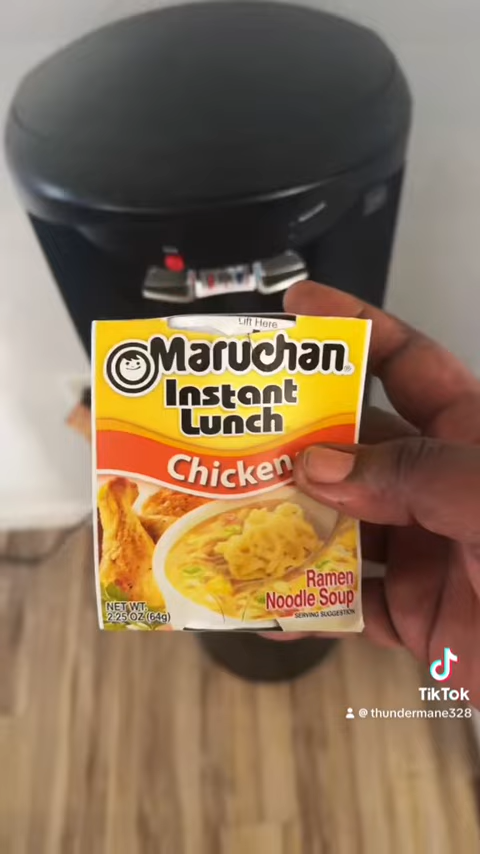 Lift Here
Maruchan®
Instant
Lunch
Chicken
Ramen
Noodle Soup
SERVING SUGGESTION
NET WT.
2.25 OZ (64g)
TikTok
@thundermane328